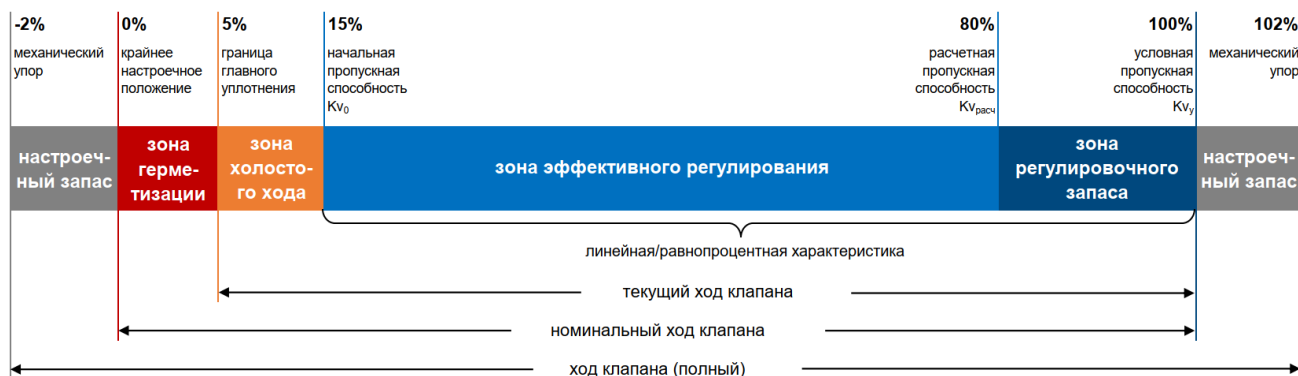 -2%
механический
упор
0%
крайнее
настроечное
положение
5%
граница
главного
уплотнения
15%
начальная
пропускная
способность
Kv₀
80%
расчетная
пропускная
способность
Kvрасч
100%
условная
пропускная
способность
Kvу
102%
механический
упор
настроеч-
ный запас
зона
герме-
тизации
зона
холосто-
го хода
зона эффективного регулирования
зона
регулировочного
запаса
настроеч-
ный запас
линейная/равнопроцентная характеристика
текущий ход клапана
номинальный ход клапана
ход клапана (полный)